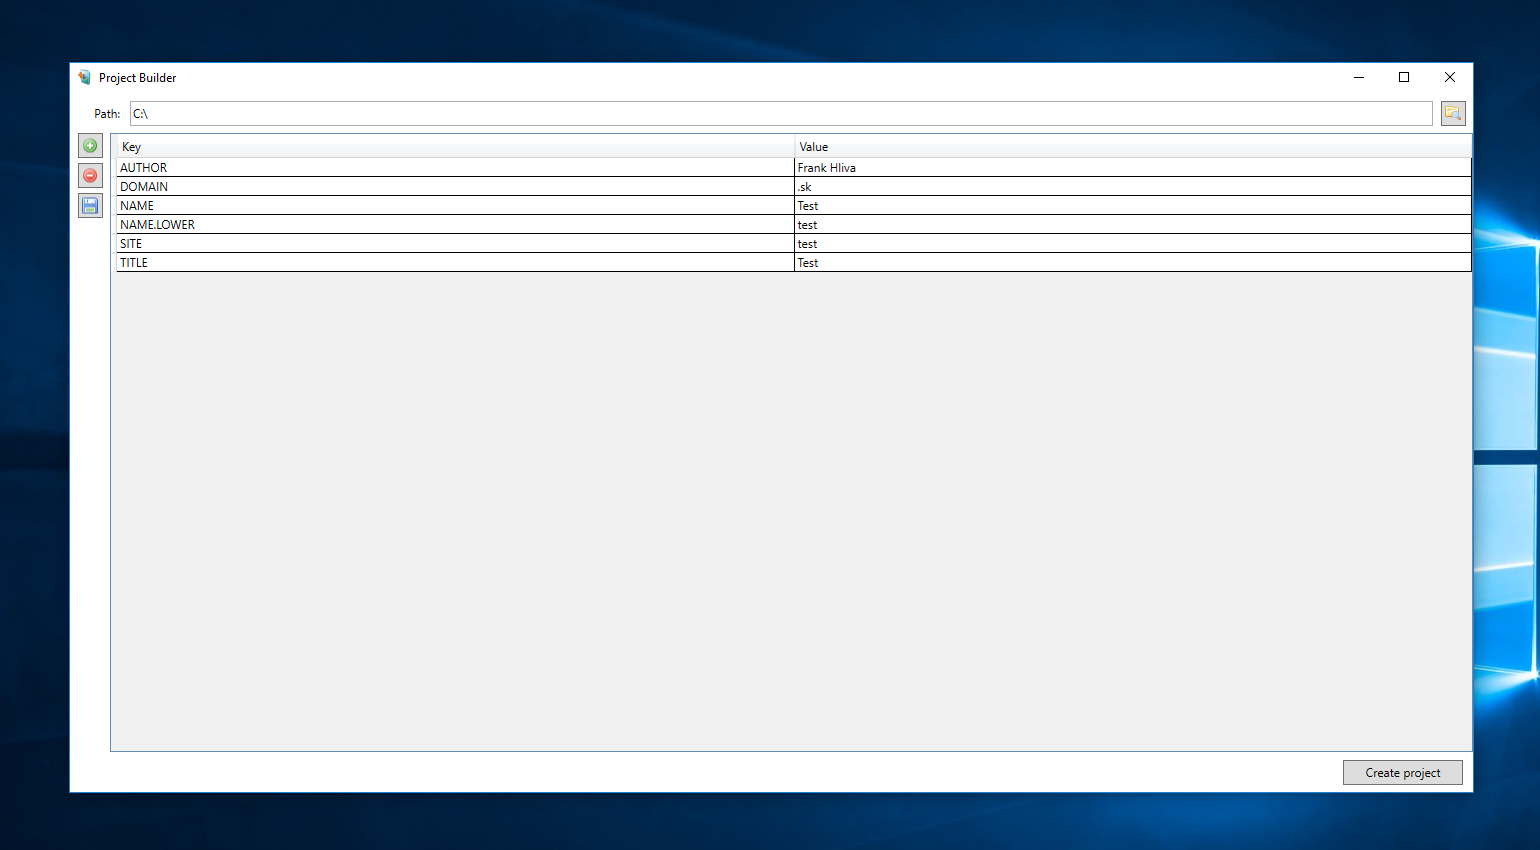 Project Builder
Path: C:\
Key Value
AUTHOR Frank Hliva
DOMAIN .sk
NAME Test
NAME.LOWER test
SITE test
TITLE Test
Create project